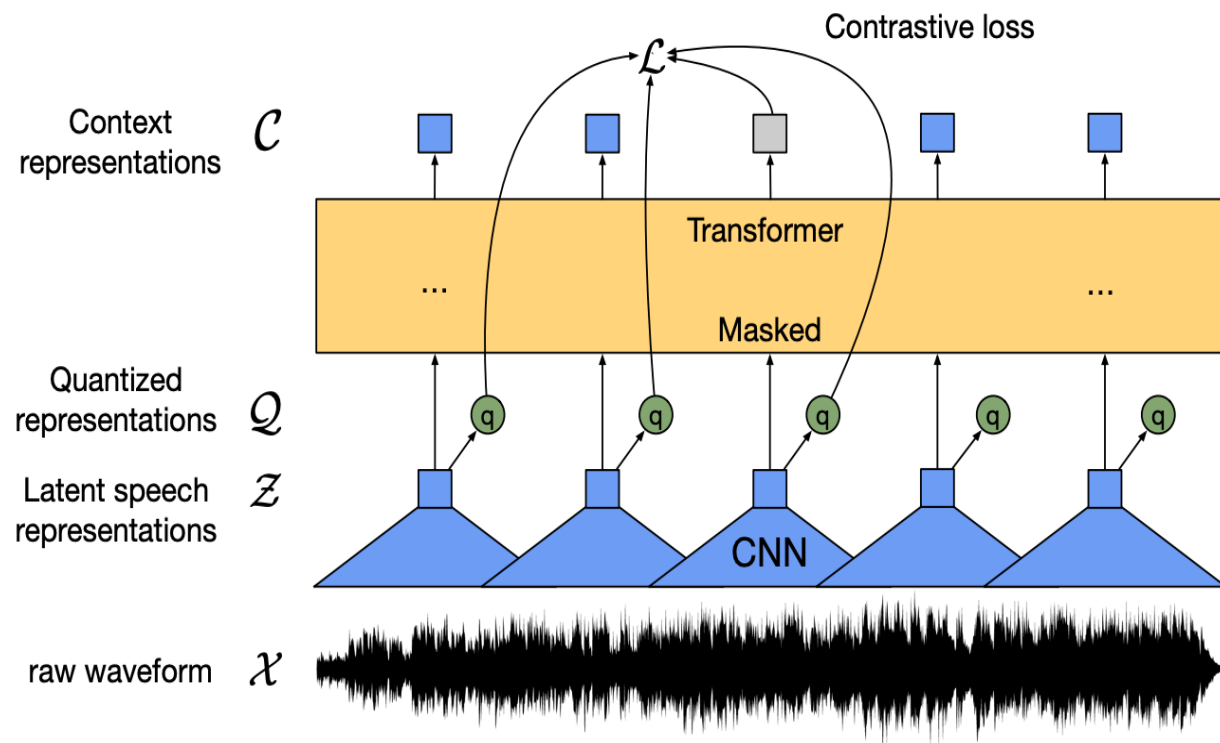 Contrastive loss
ℒ
Context
representations 𝒞
Transformer
... ...
Masked
Quantized
representations 𝒬
q q q q q
Latent speech
representations 𝒵
CNN
raw waveform 𝒳